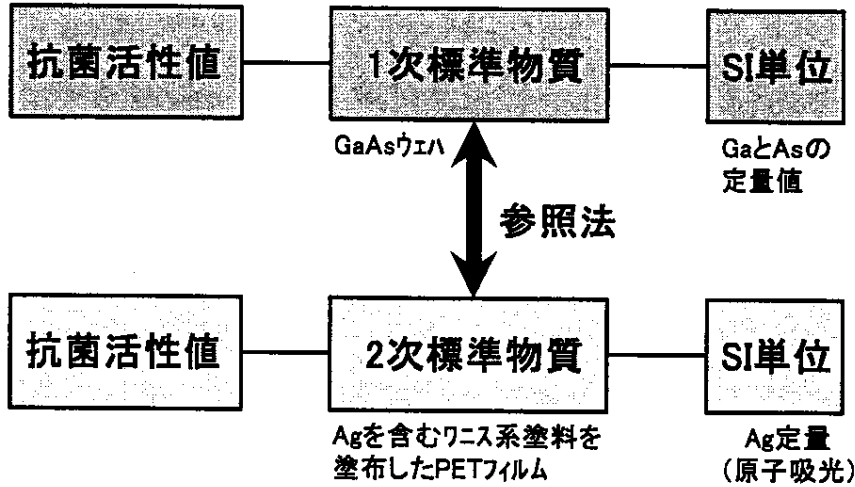 抗菌活性値 1次標準物質 SI単位
GaAsウエハ GaとAsの
定量値
参照法
抗菌活性値 2次標準物質 SI単位
Agを含むワニス系塗料を Ag定量
塗布したPETフィルム (原子吸光)